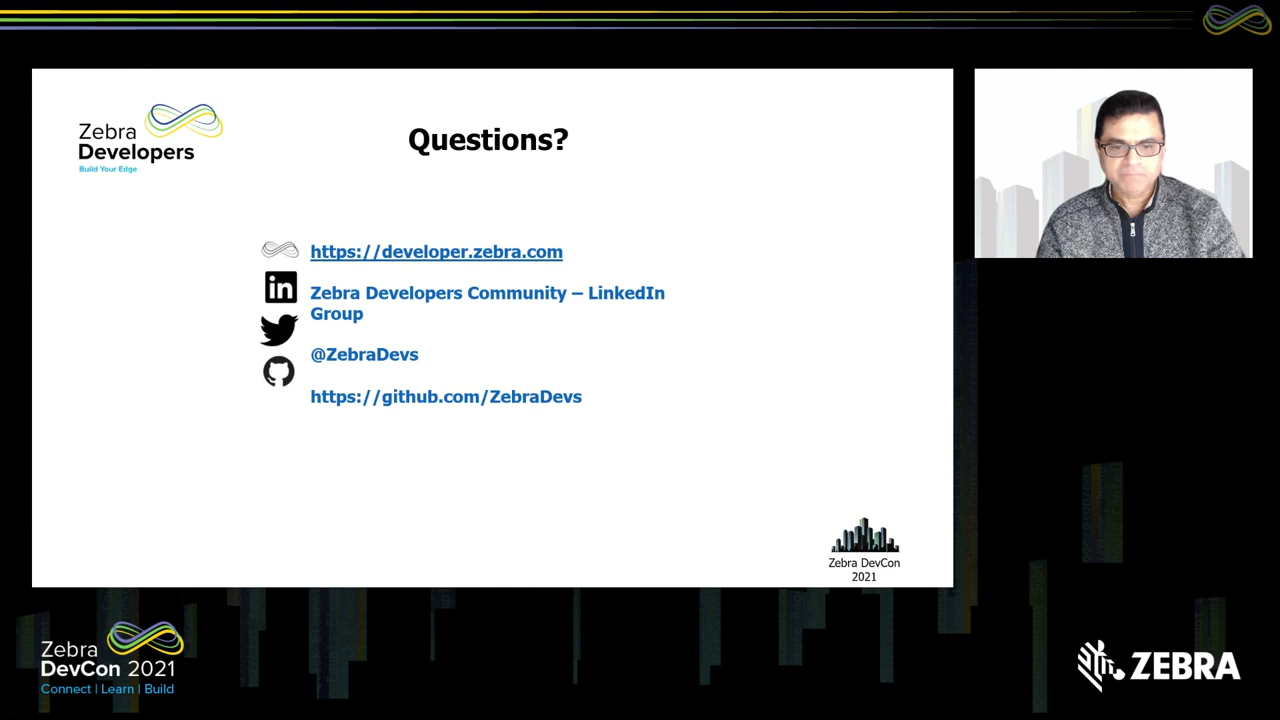 Zebra
Developers
Build Your Edge
Questions?
https://developer.zebra.com
in
Zebra Developers Community – LinkedIn
Group
@ZebraDevs
https://github.com/ZebraDevs
Zebra DevCon
2021
Zebra
DevCon 2021
Connect | Learn | Build
ZEBRA